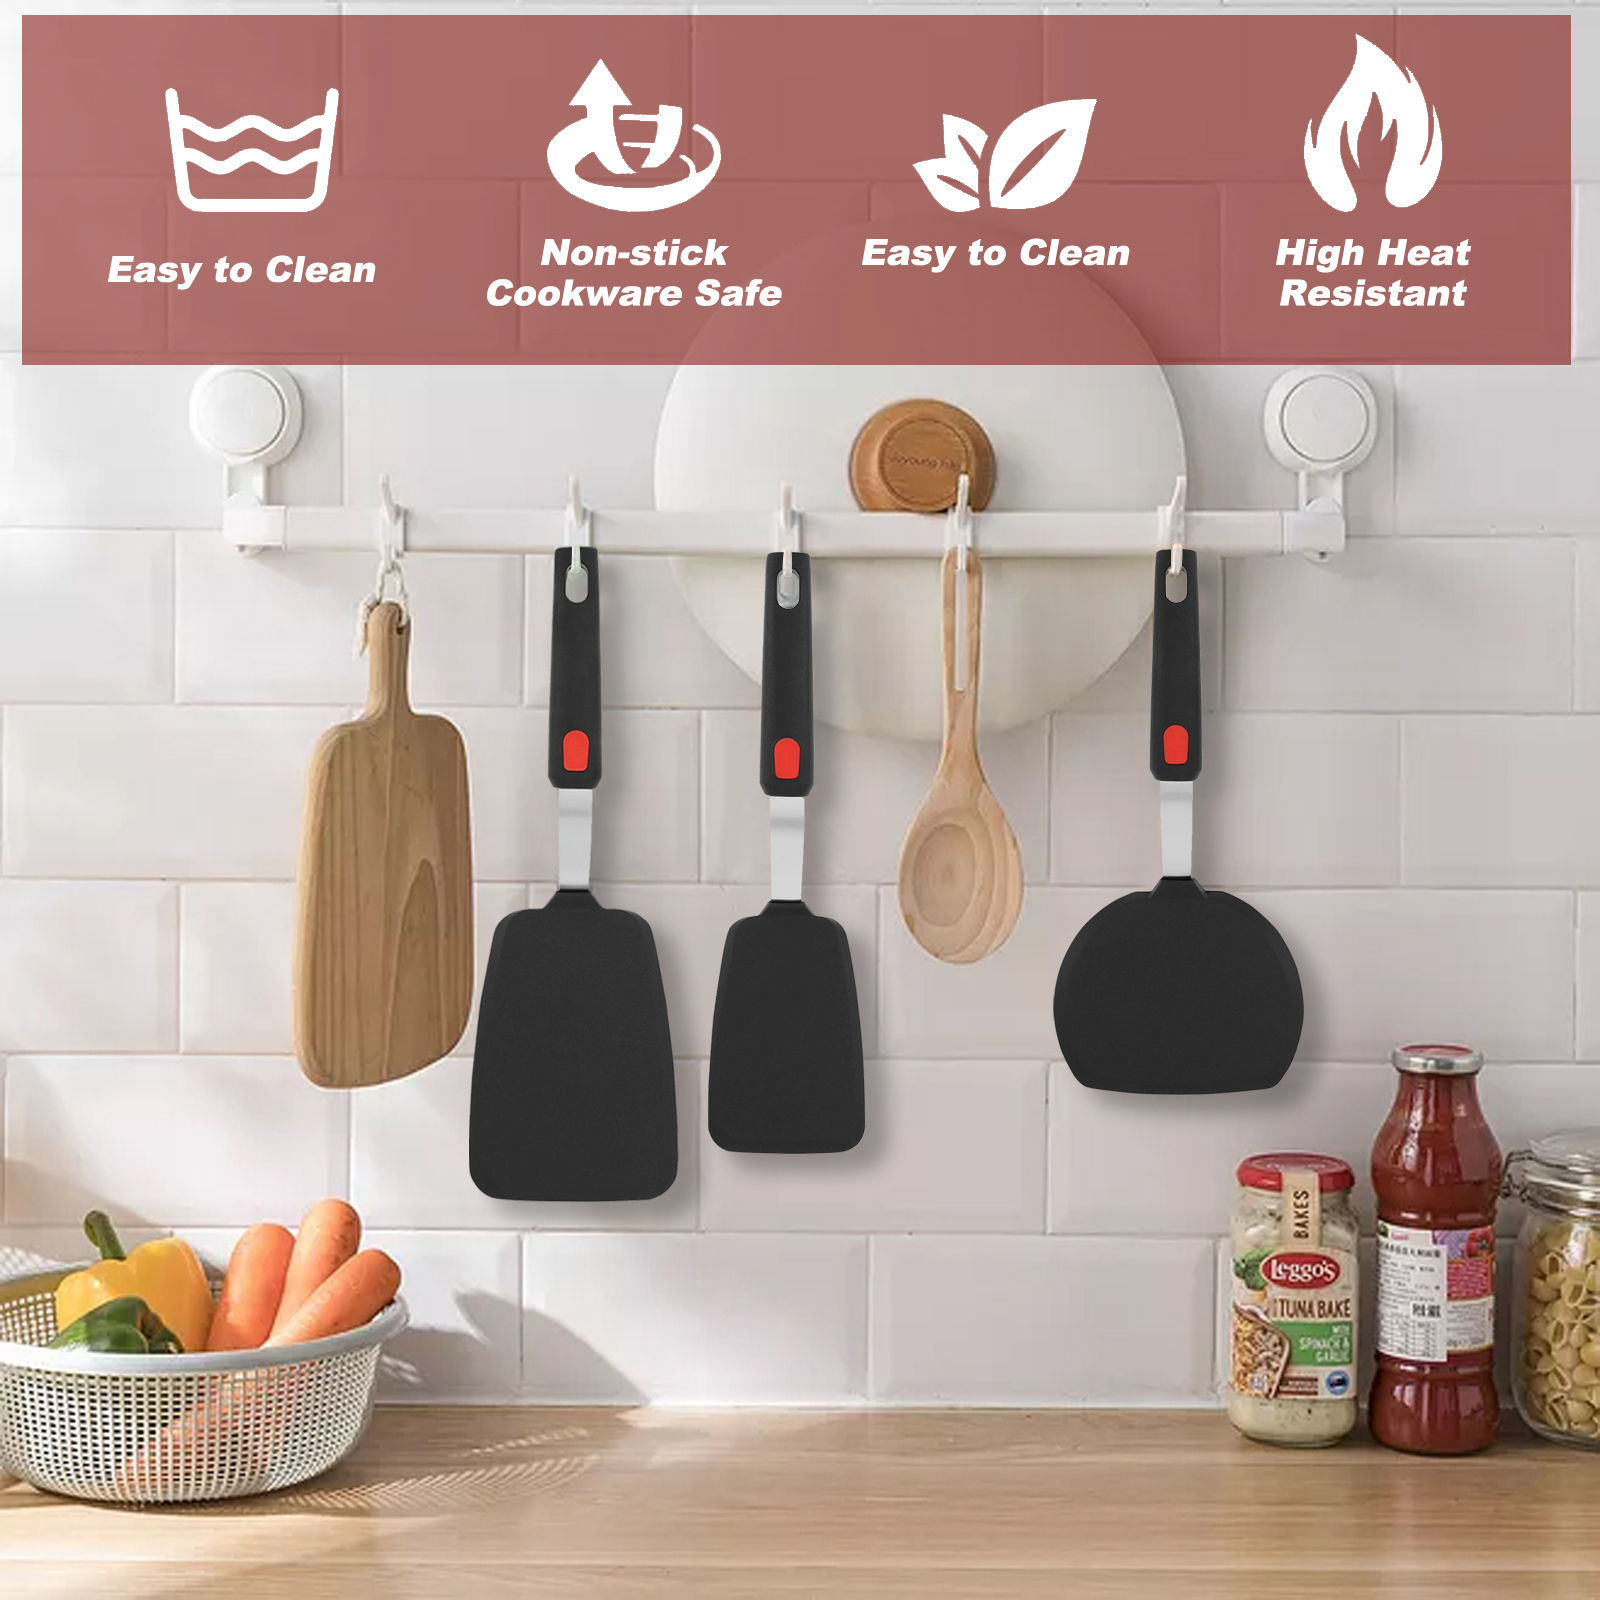 Easy to Clean
Non-stick
Cookware Safe
Easy to Clean
High Heat
Resistant
BAKES
Leggo's
TUNA BAKE
WITH
SPINACH &
GARLIC